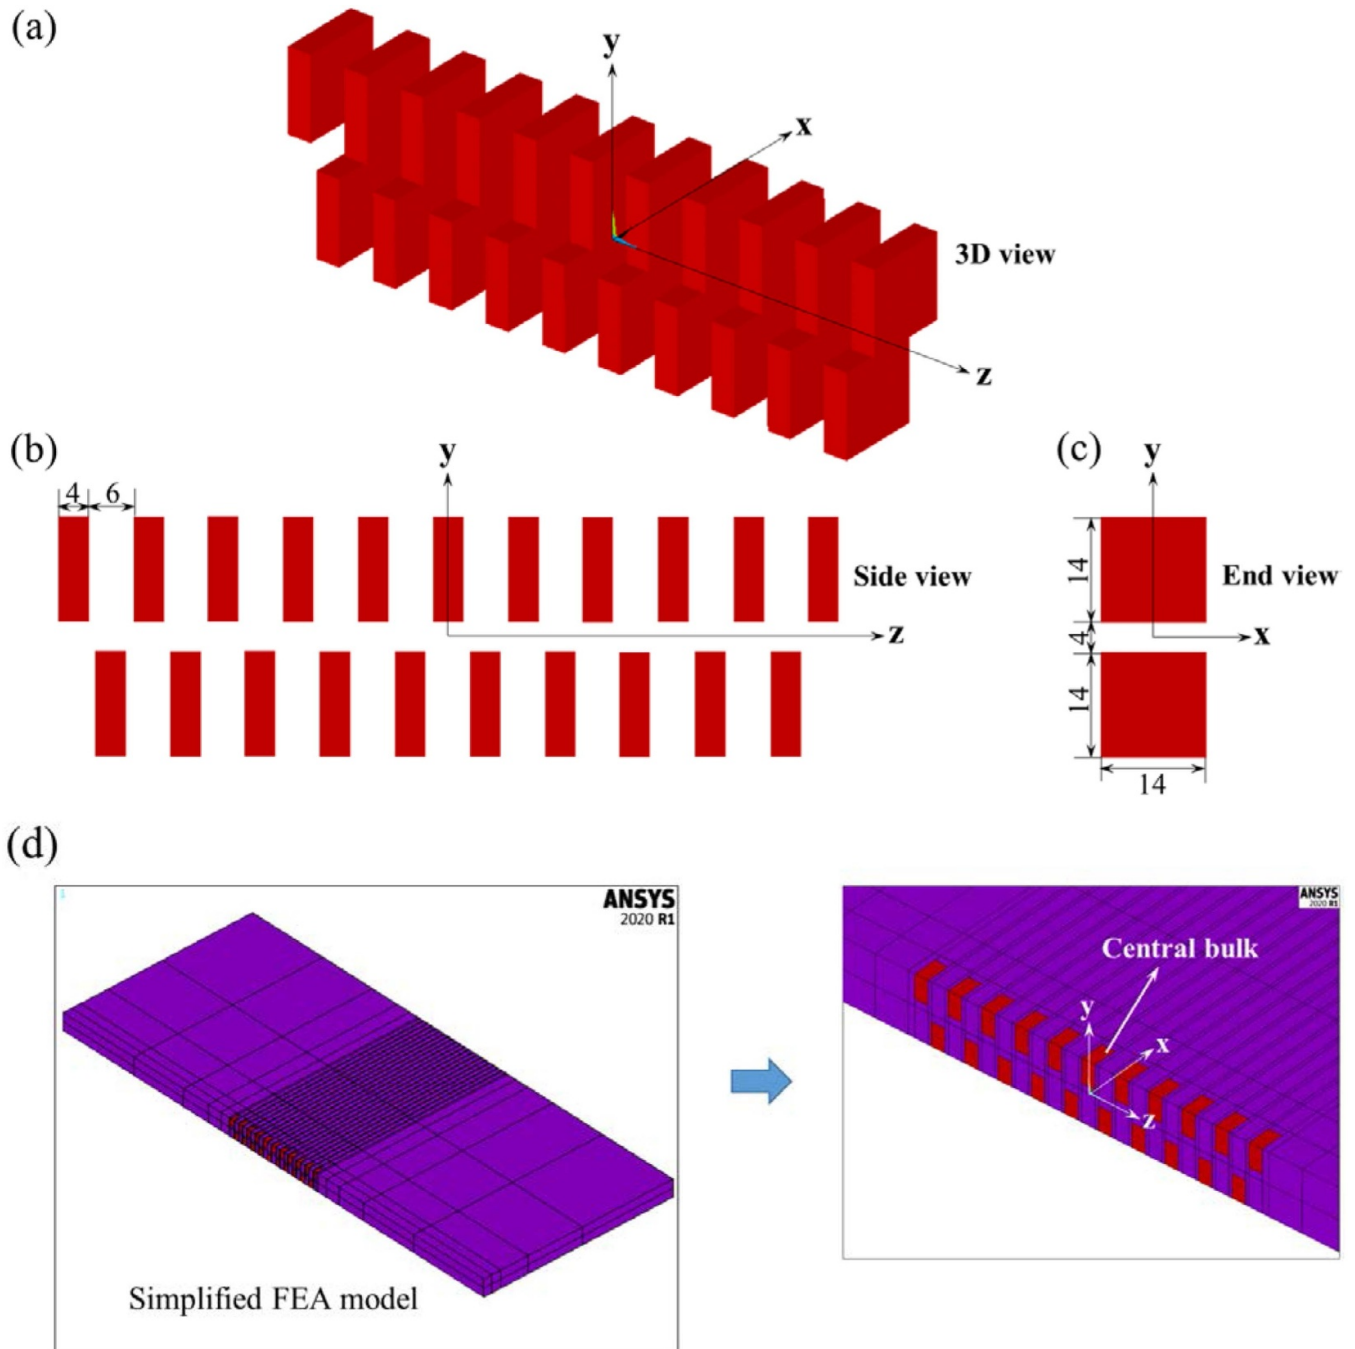 (a)
y
x
3D view
z
(b)
y
4
6
Side view
z
(c)
y
14
End view
4
x
14
14
(d)
1
ANSYS
2020 R1
Simplified FEA model
ANSYS
2020 R1
Central bulk
y
x
z